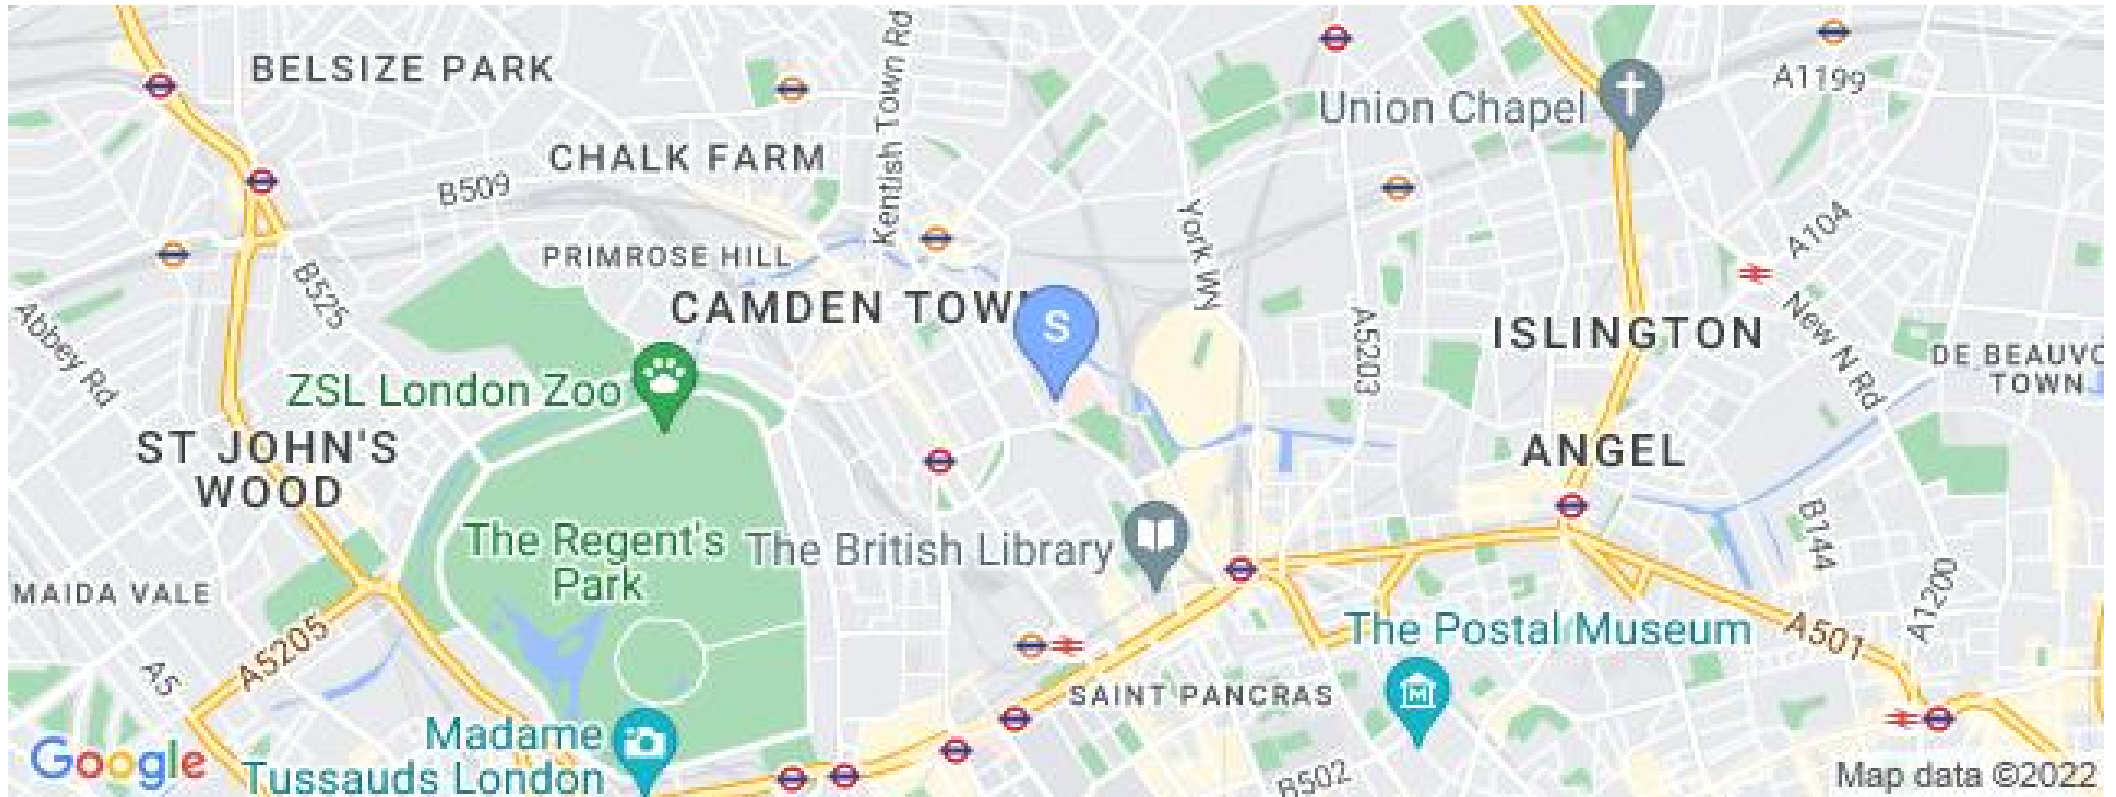 BELSIZE PARK
Kentish Town Rd
A1199
Union Chapel
CHALK FARM
B509
York Wy
A104
PRIMROSE HILL
B525
CAMDEN TOW
S
Abbey Rd
A5203
ISLINGTON
New N Rd
DE BEAUVO
TOWN
ZSL London Zoo
ST JOHN'S
WOOD
ANGEL
The Regent's
Park
The British Library
B144
MAIDA VALE
A1200
A5205
The Postal Museum
A501
A5
SAINT PANCRAS
M
Madame
Tussauds London
Google
B502
Map data ©2022